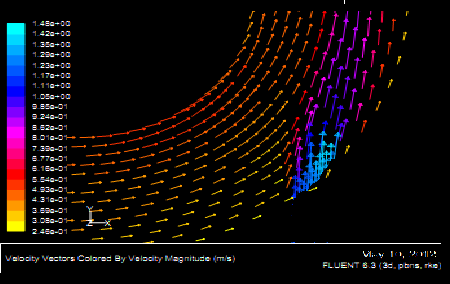 1.48e+00
1.42e+00
1.35e+00
1.29e+00
1.23e+00
1.17e+00
1.11e+00
1.05e+00
9.85e-01
9.24e-01
8.62e-01
8.01e-01
7.39e-01
6.77e-01
6.16e-01
5.54e-01
4.93e-01
4.31e-01
3.69e-01
3.08e-01
2.46e-01
Y
Z X
Velocity Vectors Colored By Velocity Magnitude (m/s)
FLUENT 6.3 (3d, pbns, rke)